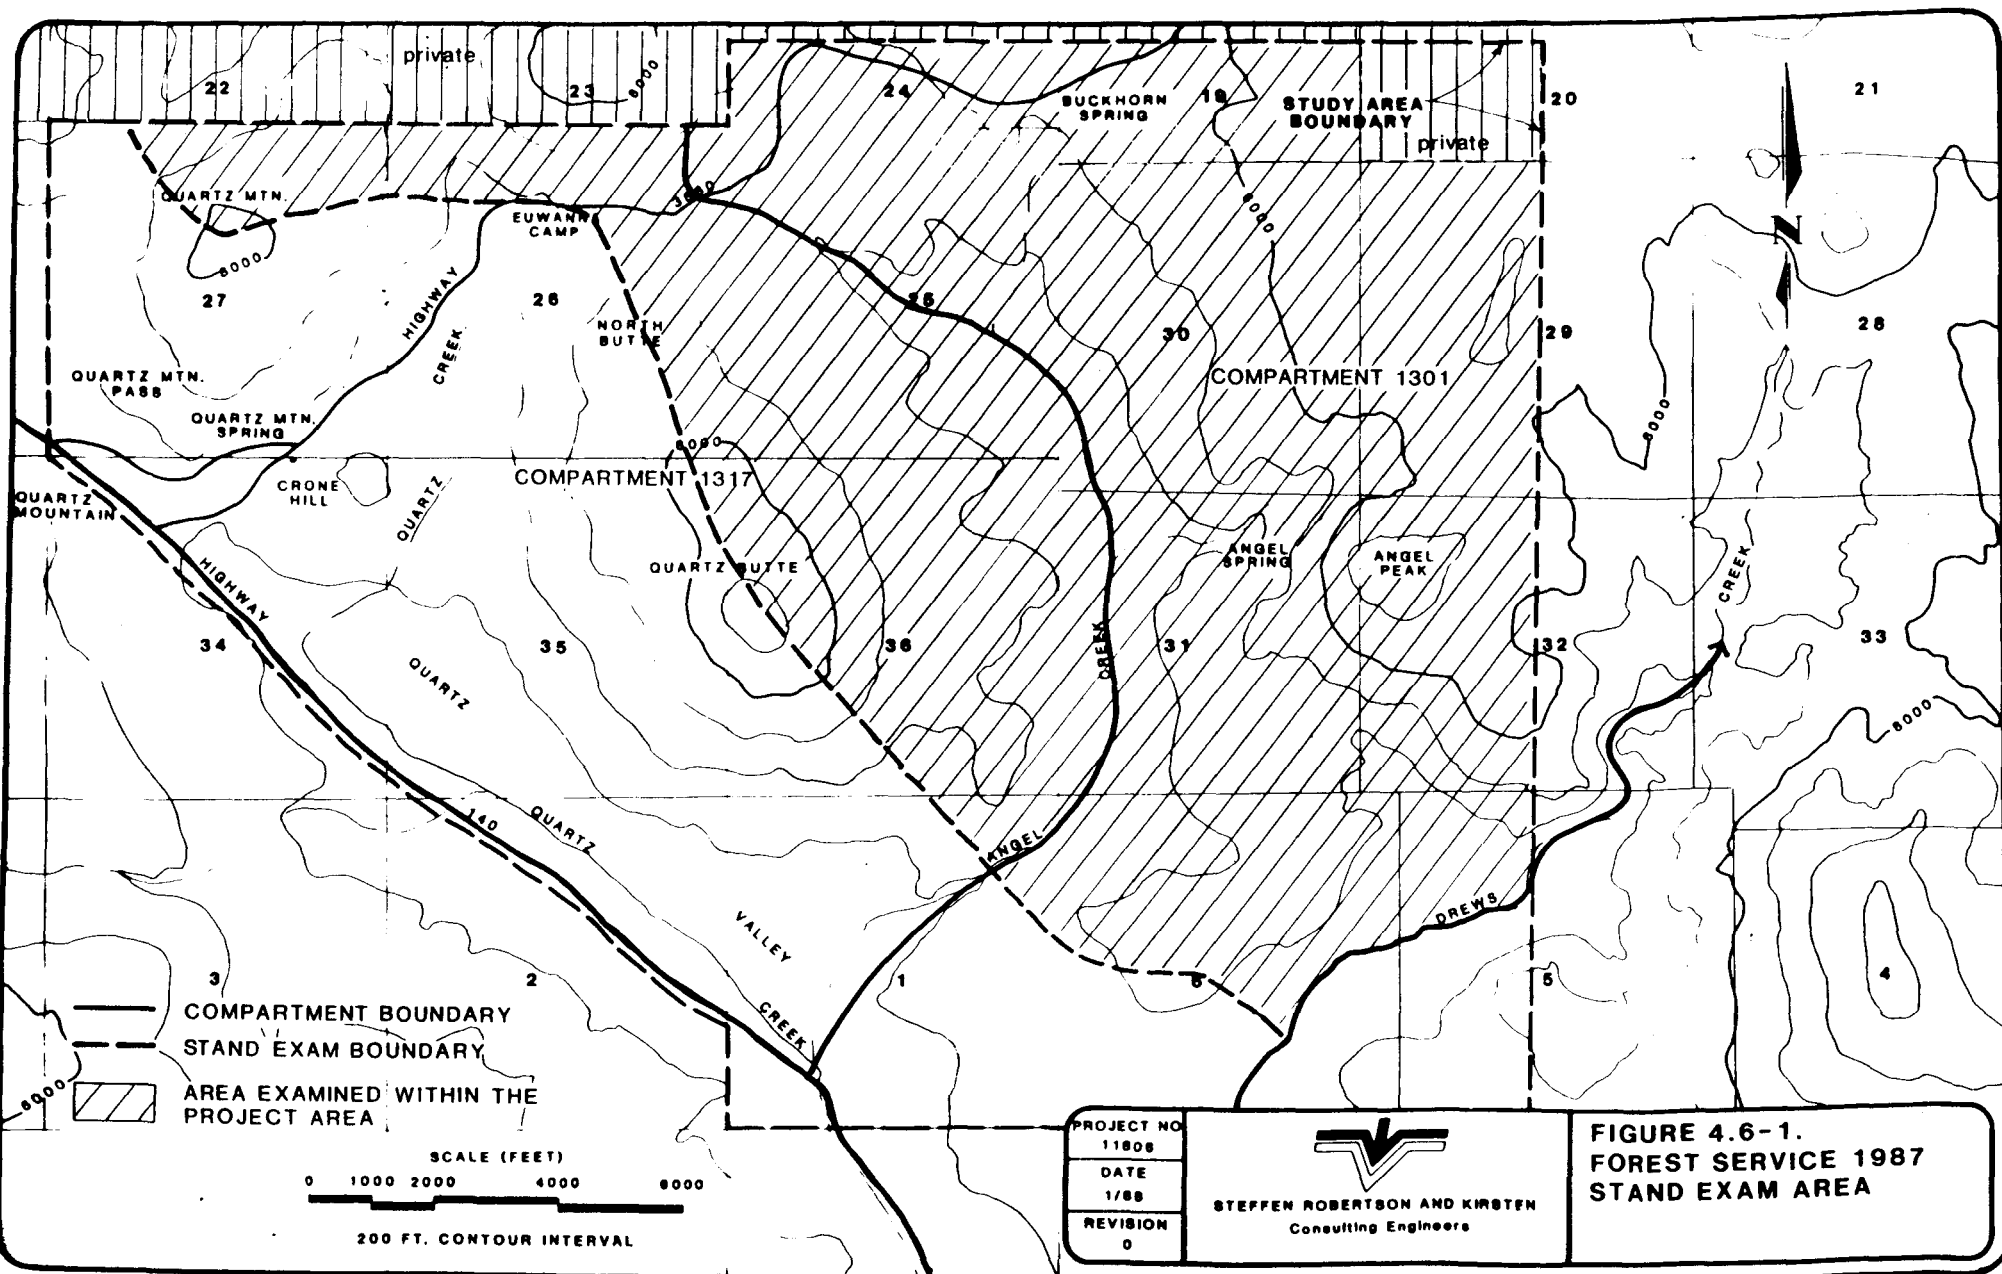 private
22
23
6000
24
BUCKHORN
SPRING
19
STUDY AREA
BOUNDARY
private
20
21
QUARTZ MTN.
6000
EUWANNA
CAMP
3660
6000
N
27
26
HIGHWAY
CREEK
NORTH
BUTTE
25
30
29
28
COMPARTMENT 1301
QUARTZ MTN.
PASS
QUARTZ MTN.
SPRING
6000
6000
COMPARTMENT 1317
CRONE
HILL
QUARTZ
QUARTZ
MOUNTAIN
HIGHWAY
QUARTZ BUTTE
ANGEL
SPRING
ANGEL
PEAK
CREEK
34
35
36
CREEK
31
32
33
QUARTZ
6000
140
QUARTZ
ANGEL
VALLEY
DREWS
3
2
1
6
5
4
CREEK
COMPARTMENT BOUNDARY
STAND EXAM BOUNDARY
AREA EXAMINED WITHIN THE
PROJECT AREA
6000
SCALE (FEET)
0 1000 2000 4000 6000
200 FT. CONTOUR INTERVAL
PROJECT NO
11606
DATE
1/88
REVISION
0
STEFFEN ROBERTSON AND KIRSTEN
Consulting Engineers
FIGURE 4.6-1.
FOREST SERVICE 1987
STAND EXAM AREA